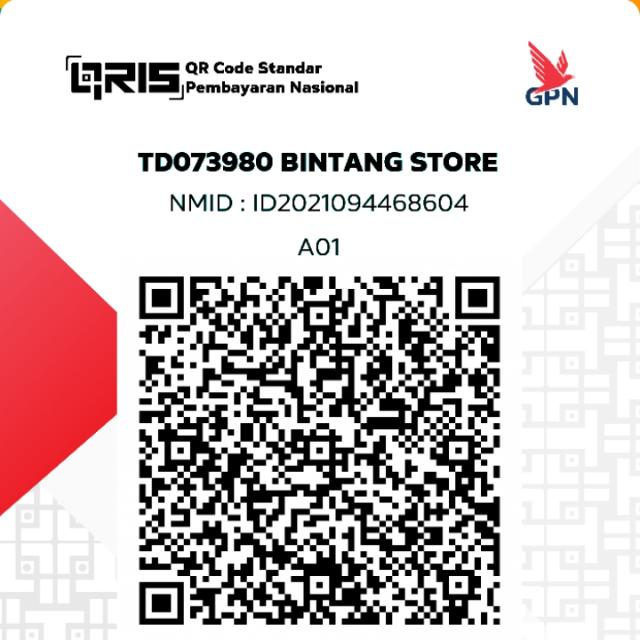 QRIS QR Code Standar
Pembayaran Nasional
GPN
TD073980 BINTANG STORE
NMID : ID2021094468604
A01